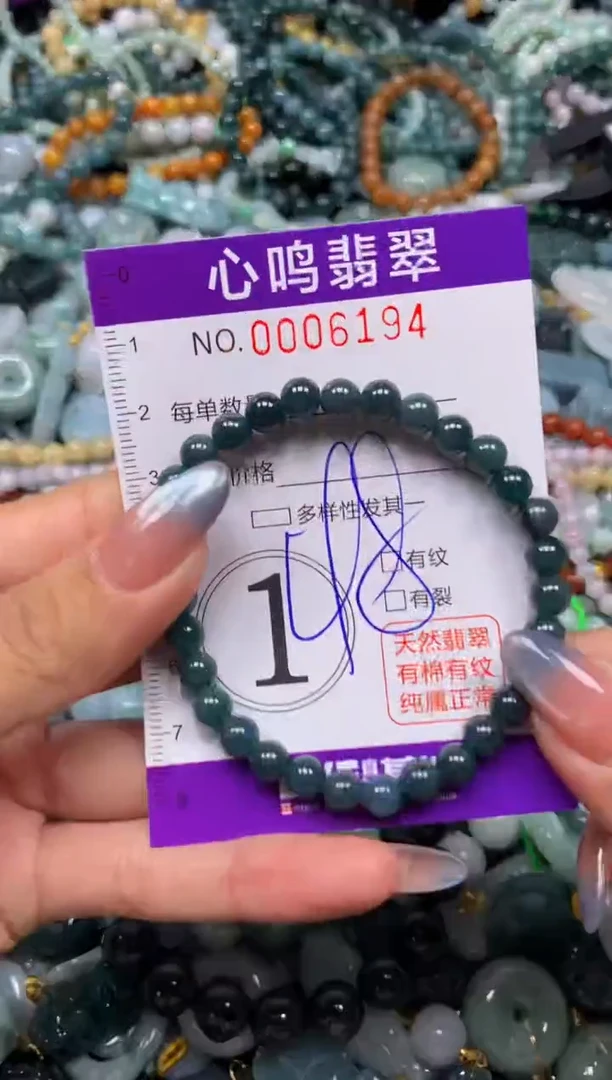 心鸣翡翠
0
NO.0006194
1
2 每单数
3 价格
多样性发其一
48
有纹
1
有裂
天然翡翠
有棉有纹
纯属正常
7
8